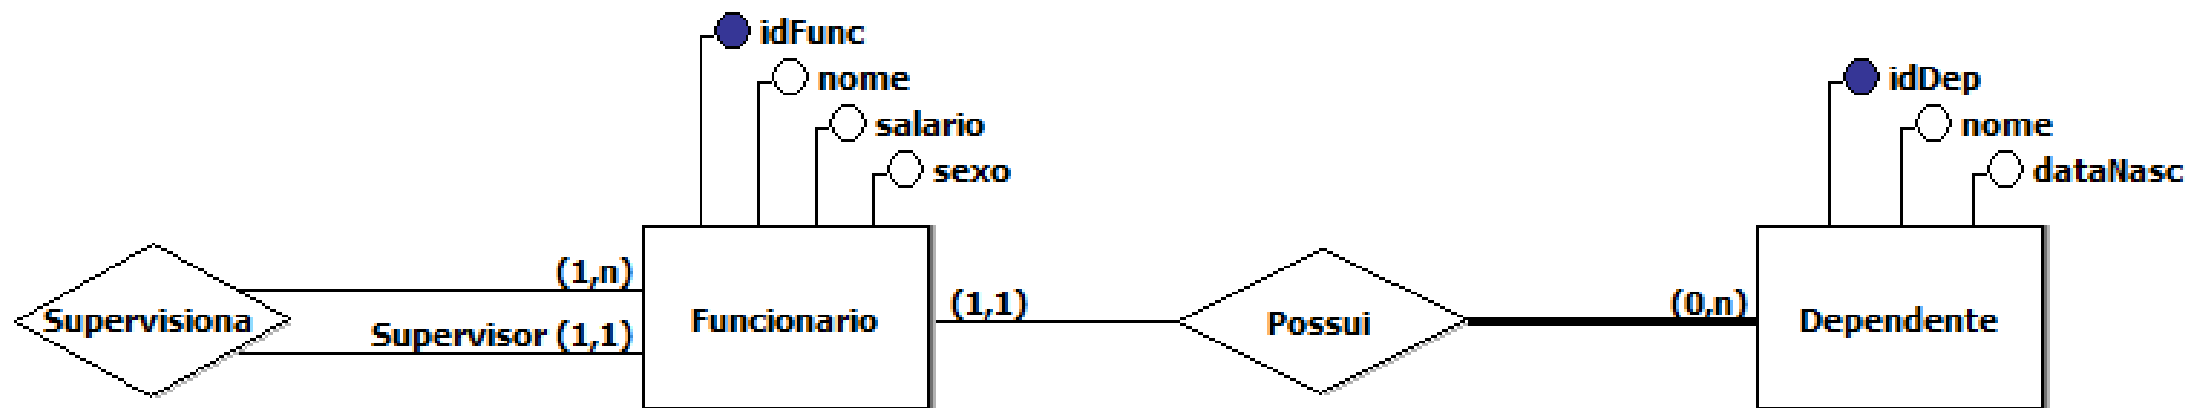 idFunc
nome
salario
sexo
idDep
nome
dataNasc
Supervisiona
(1,n)
Supervisor (1,1)
Funcionario
(1,1)
Possui
(0,n)
Dependente